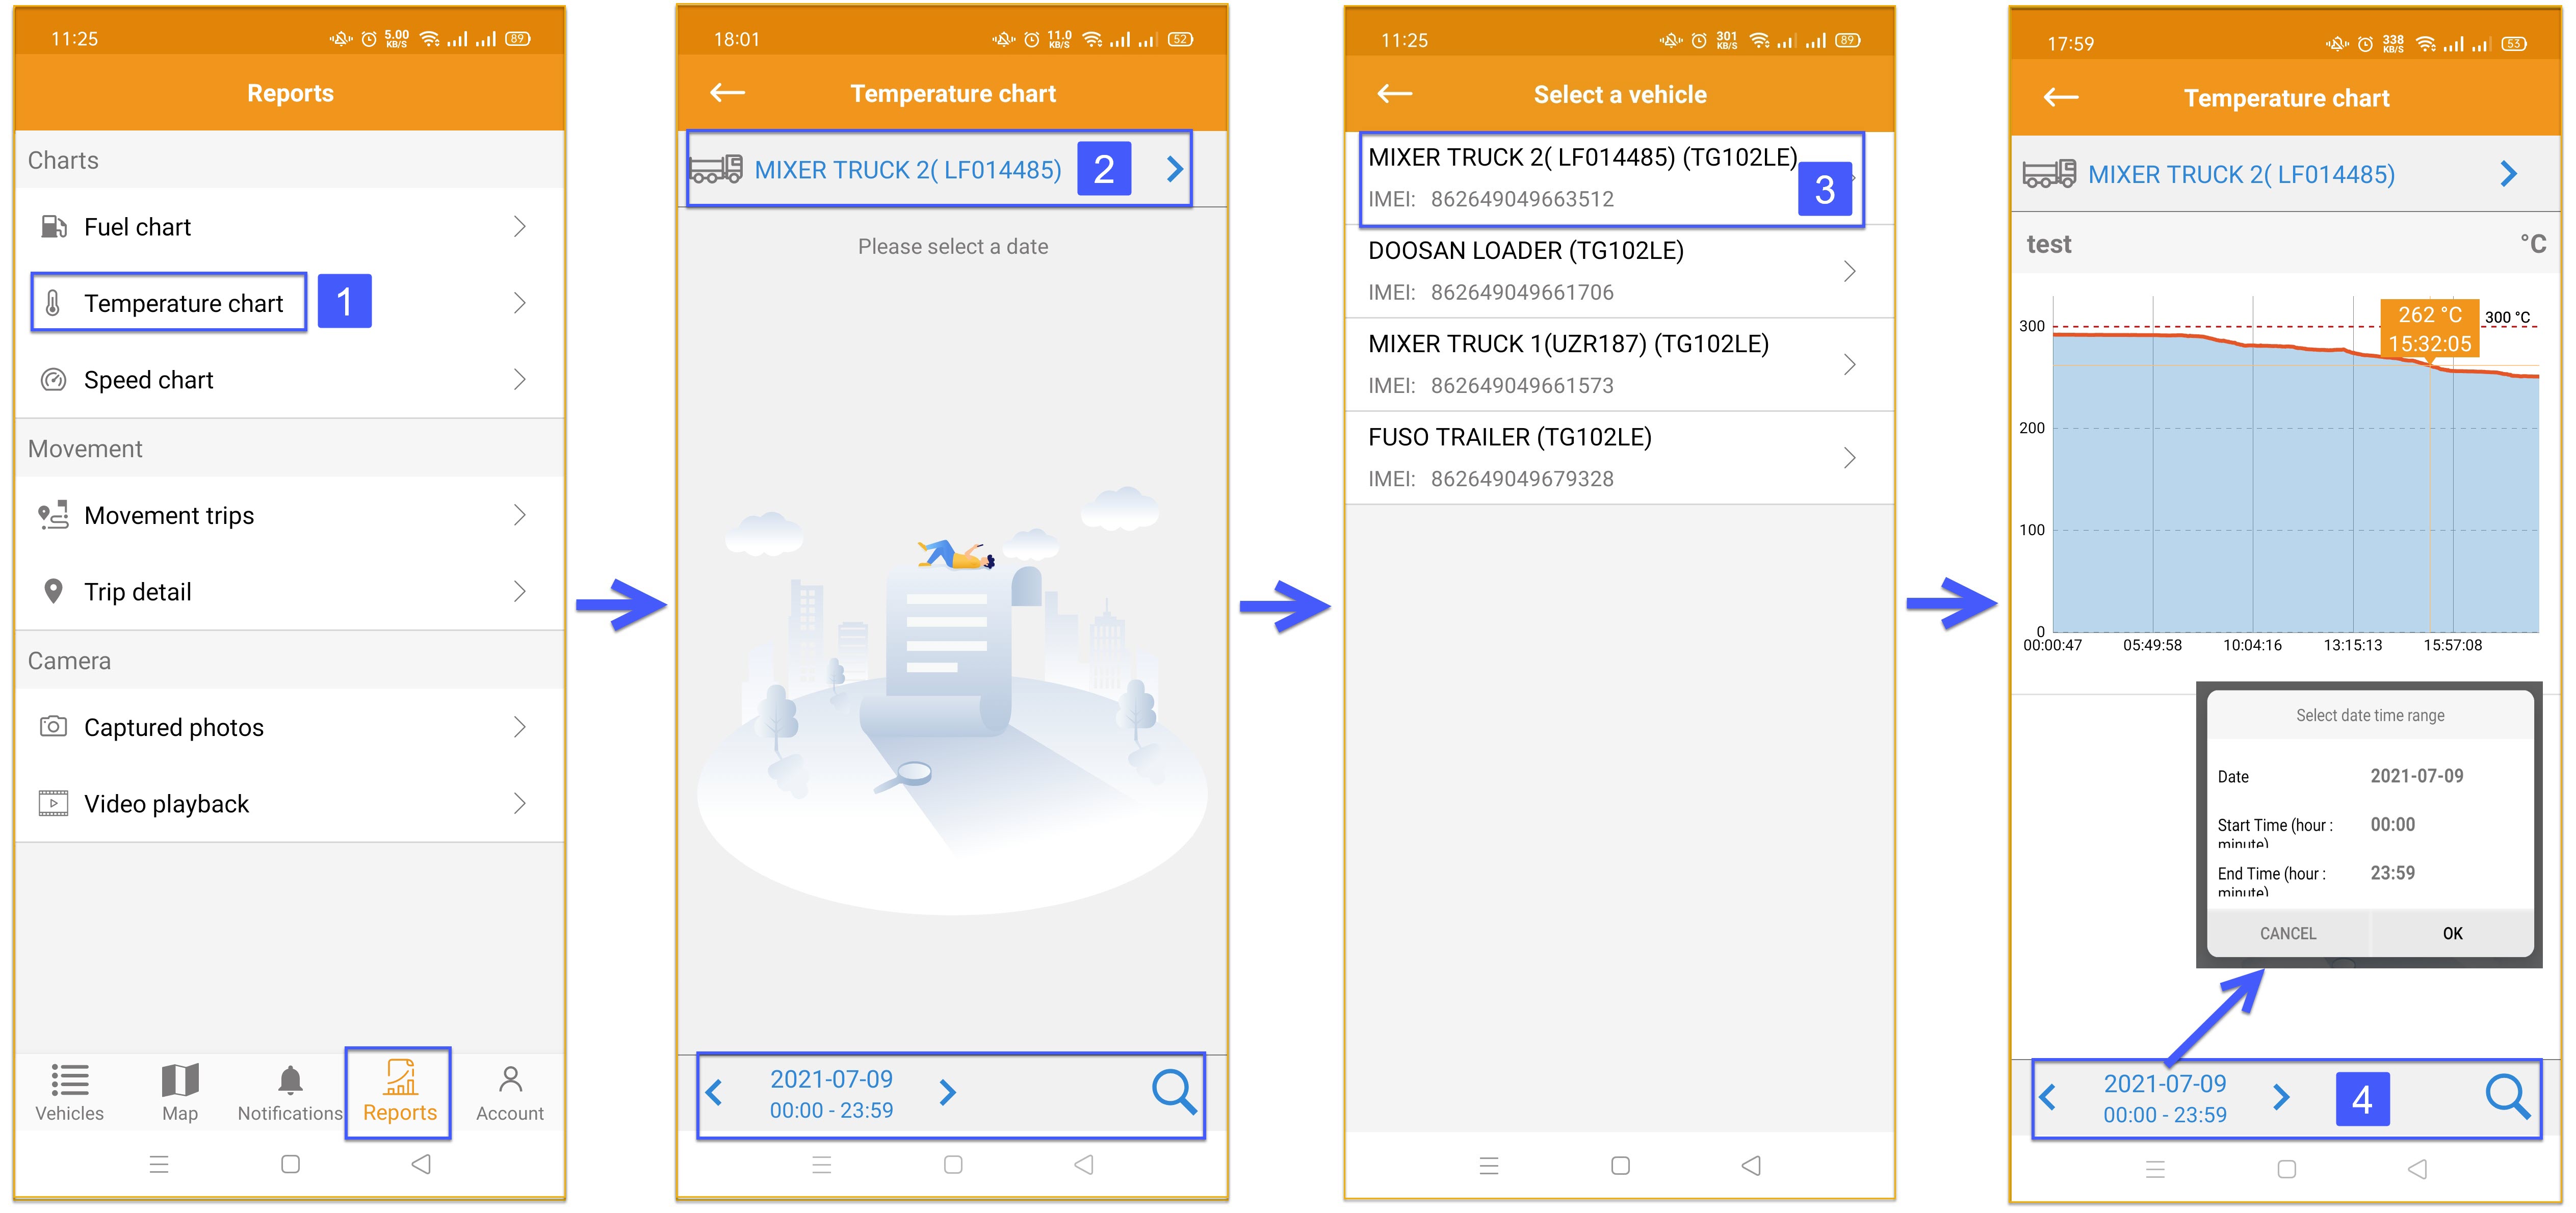 11:25
5.00
KB/S
89
Reports
Charts
Fuel chart
Temperature chart
1
Speed chart
Movement
Movement trips
Trip detail
Camera
Captured photos
Video playback
Vehicles
Map
Notifications
Reports
Account
18:01
11.0
KB/S
52
Temperature chart
MIXER TRUCK 2( LF014485)
2
Please select a date
2021-07-09
00:00 - 23:59
11:25
301
KB/S
89
Select a vehicle
MIXER TRUCK 2( LF014485) (TG102LE)
IMEI: 862649049663512
3
DOOSAN LOADER (TG102LE)
IMEI: 862649049661706
MIXER TRUCK 1(UZR187) (TG102LE)
IMEI: 862649049661573
FUSO TRAILER (TG102LE)
IMEI: 862649049679328
17:59
338
KB/S
53
Temperature chart
MIXER TRUCK 2( LF014485)
test °C
262 °C
15:32:05
300 °C
300
200
100
0
00:00:47 05:49:58 10:04:16 13:15:13 15:57:08
Select date time range
Date 2021-07-09
Start Time (hour : 00:00
minute)
End Time (hour : 23:59
minute)
CANCEL OK
2021-07-09
00:00 - 23:59
4